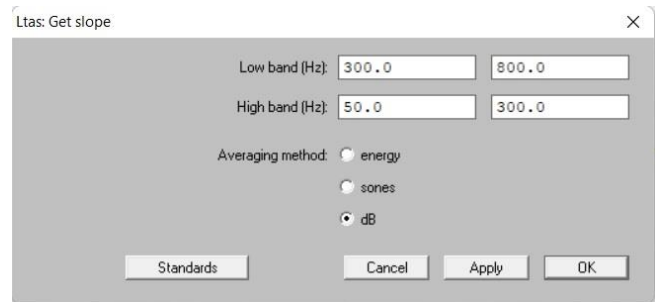 Ltas: Get slope
Low band (Hz): 300.0 800.0
High band (Hz): 50.0 300.0
Averaging method: energy
sones
dB
Standards Cancel Apply OK